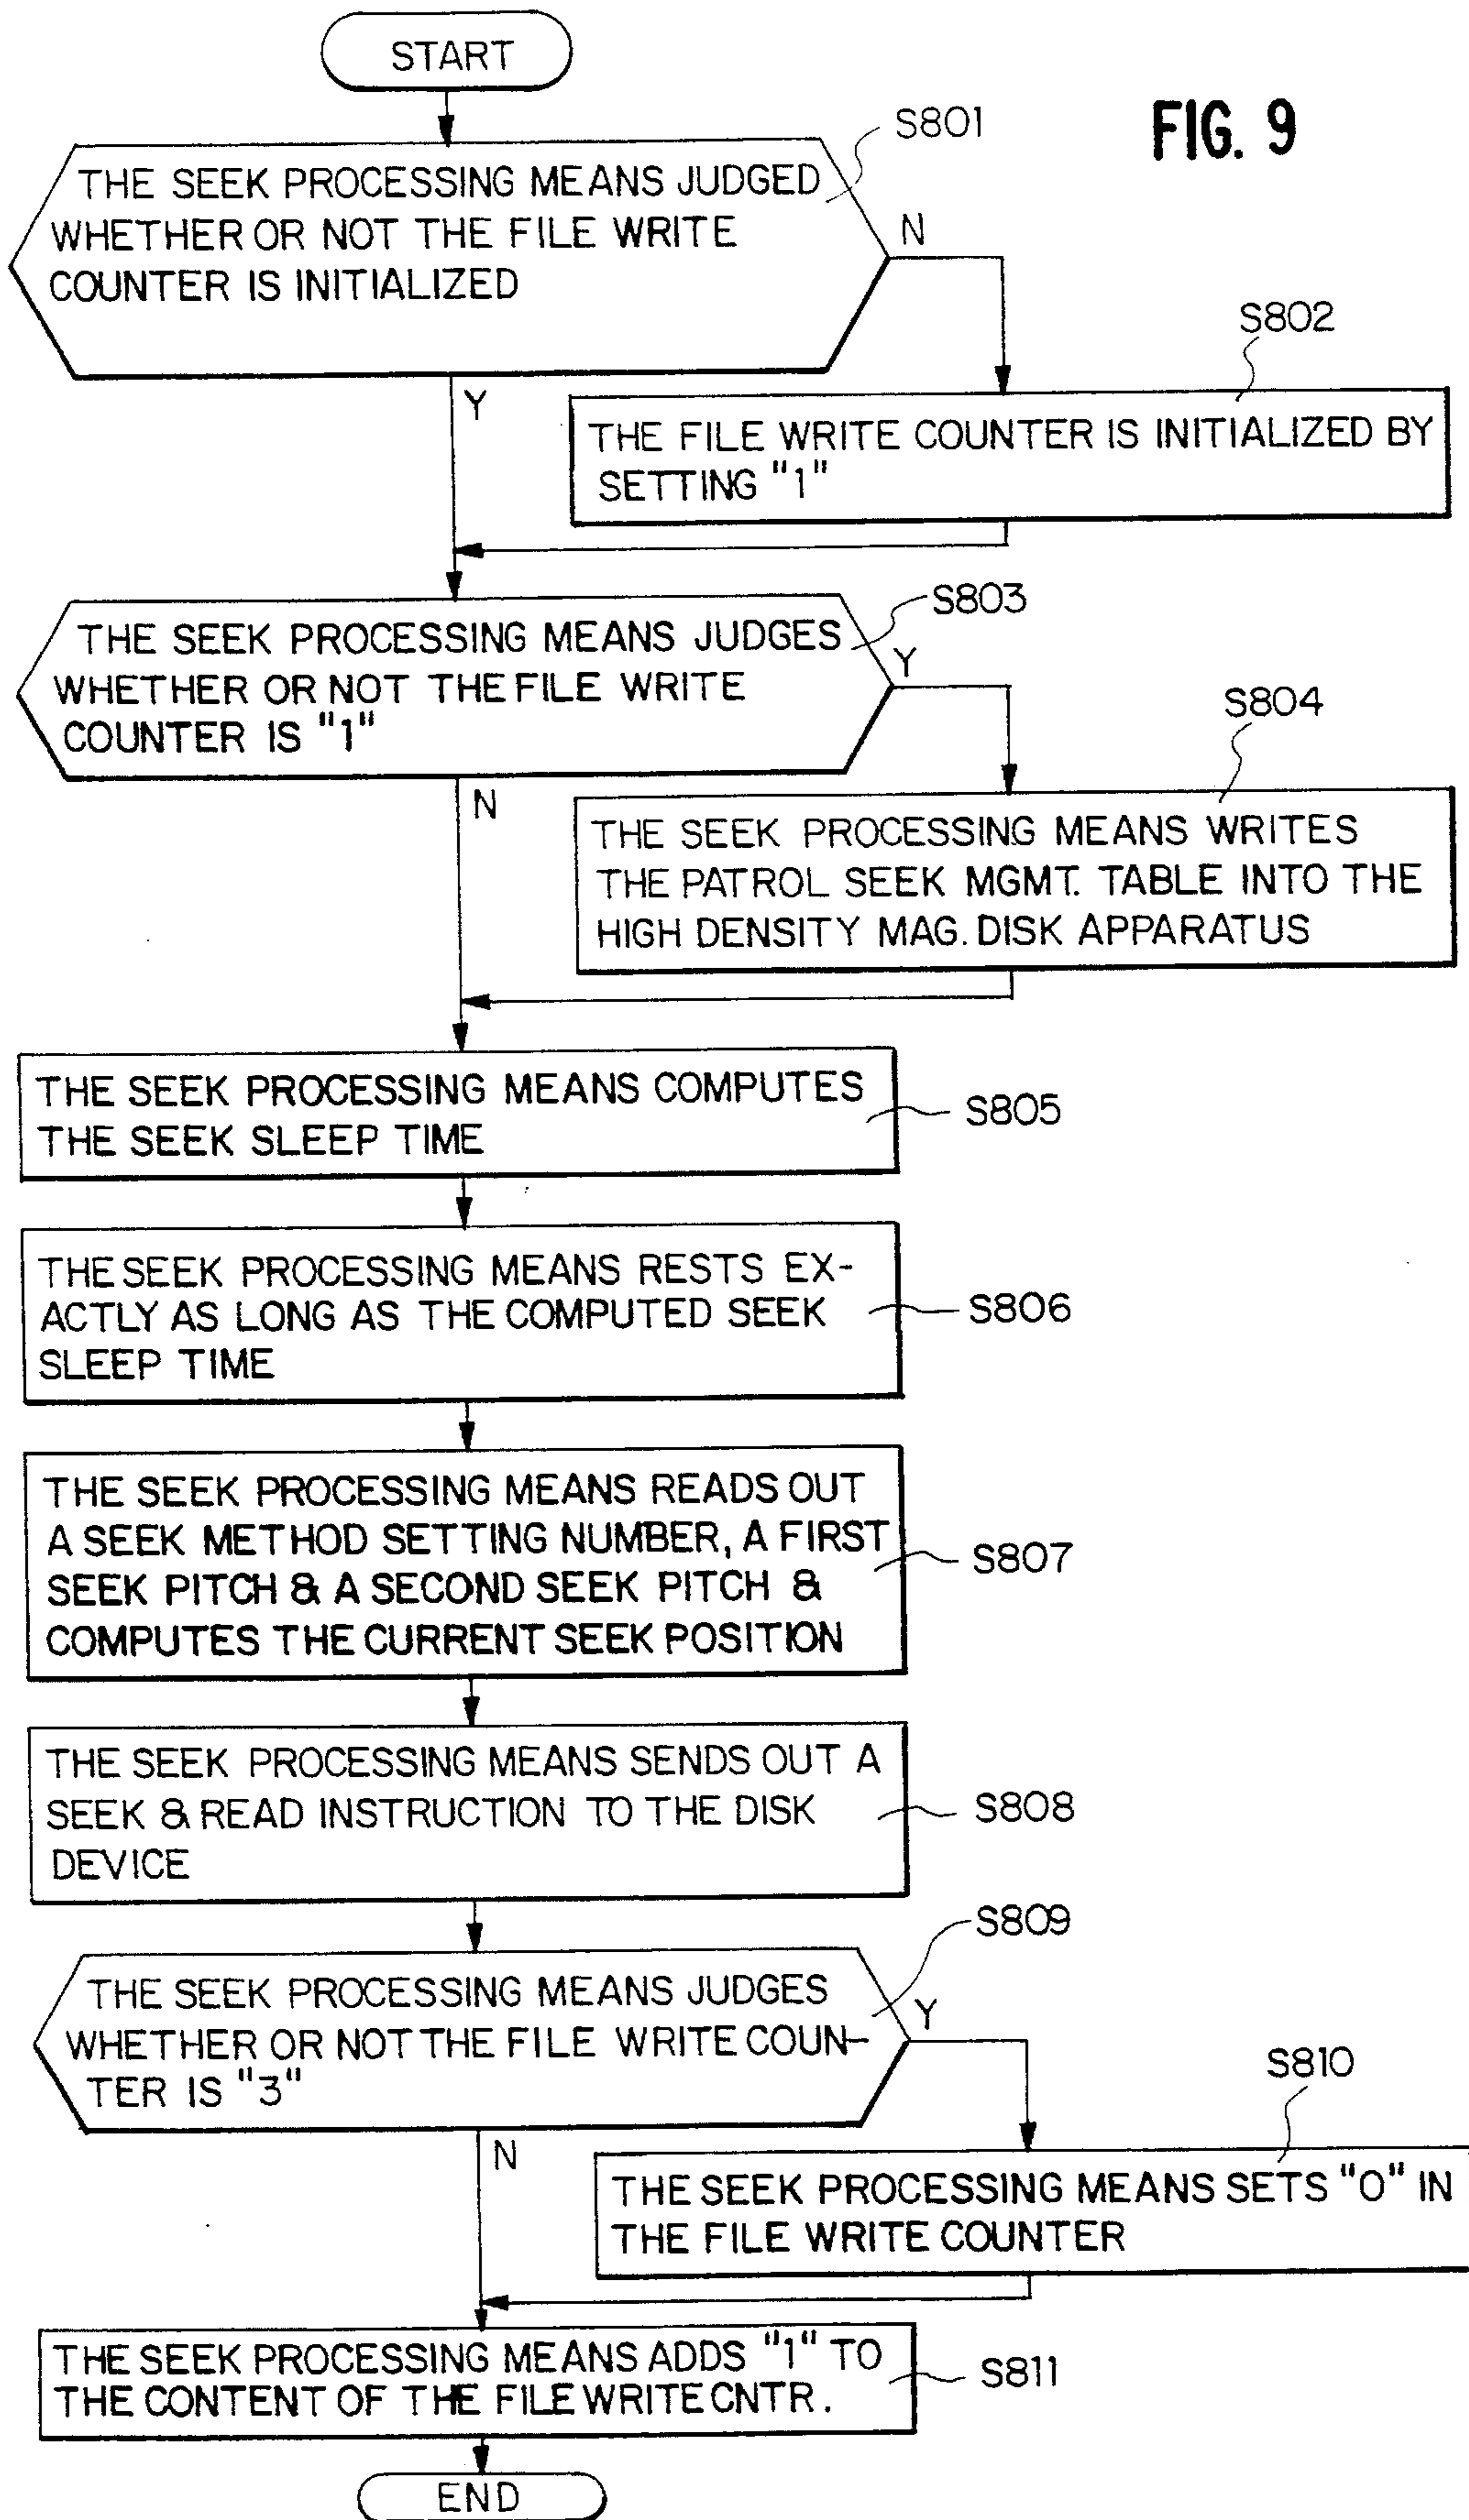 START
FIG. 9
S801
THE SEEK PROCESSING MEANS JUDGED
WHETHER OR NOT THE FILE WRITE
COUNTER IS INITIALIZED
N
Y
S802
THE FILE WRITE COUNTER IS INITIALIZED BY
SETTING "1"
S803
THE SEEK PROCESSING MEANS JUDGES
WHETHER OR NOT THE FILE WRITE
COUNTER IS "1"
Y
N
S804
THE SEEK PROCESSING MEANS WRITES
THE PATROL SEEK MGMT. TABLE INTO THE
HIGH DENSITY MAG. DISK APPARATUS
THE SEEK PROCESSING MEANS COMPUTES
THE SEEK SLEEP TIME
S805
THE SEEK PROCESSING MEANS RESTS EX-
ACTLY AS LONG AS THE COMPUTED SEEK
SLEEP TIME
S806
THE SEEK PROCESSING MEANS READS OUT
A SEEK METHOD SETTING NUMBER, A FIRST
SEEK PITCH & A SECOND SEEK PITCH &
COMPUTES THE CURRENT SEEK POSITION
S807
THE SEEK PROCESSING MEANS SENDS OUT A
SEEK & READ INSTRUCTION TO THE DISK
DEVICE
S808
S809
THE SEEK PROCESSING MEANS JUDGES
WHETHER OR NOT THE FILE WRITE COUN-
TER IS "3"
Y
N
S810
THE SEEK PROCESSING MEANS SETS "0" IN
THE FILE WRITE COUNTER
THE SEEK PROCESSING MEANS ADDS "1" TO
THE CONTENT OF THE FILE WRITE CNTR.
S811
END